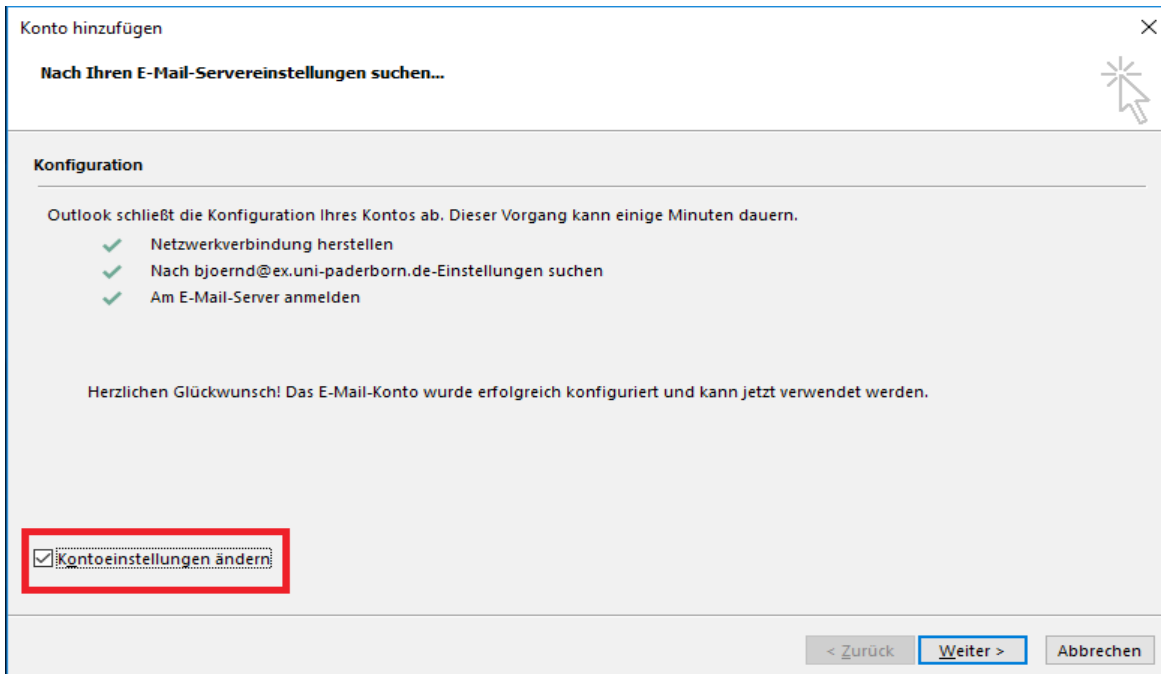 Konto hinzufügen
Nach Ihren E-Mail-Servereinstellungen suchen...
Konfiguration
Outlook schließt die Konfiguration Ihres Kontos ab. Dieser Vorgang kann einige Minuten dauern.
Netzwerkverbindung herstellen
Nach bjoernd@ex.uni-paderborn.de-Einstellungen suchen
Am E-Mail-Server anmelden
Herzlichen Glückwunsch! Das E-Mail-Konto wurde erfolgreich konfiguriert und kann jetzt verwendet werden.
Kontoeinstellungen ändern
< Zurück Weiter > Abbrechen